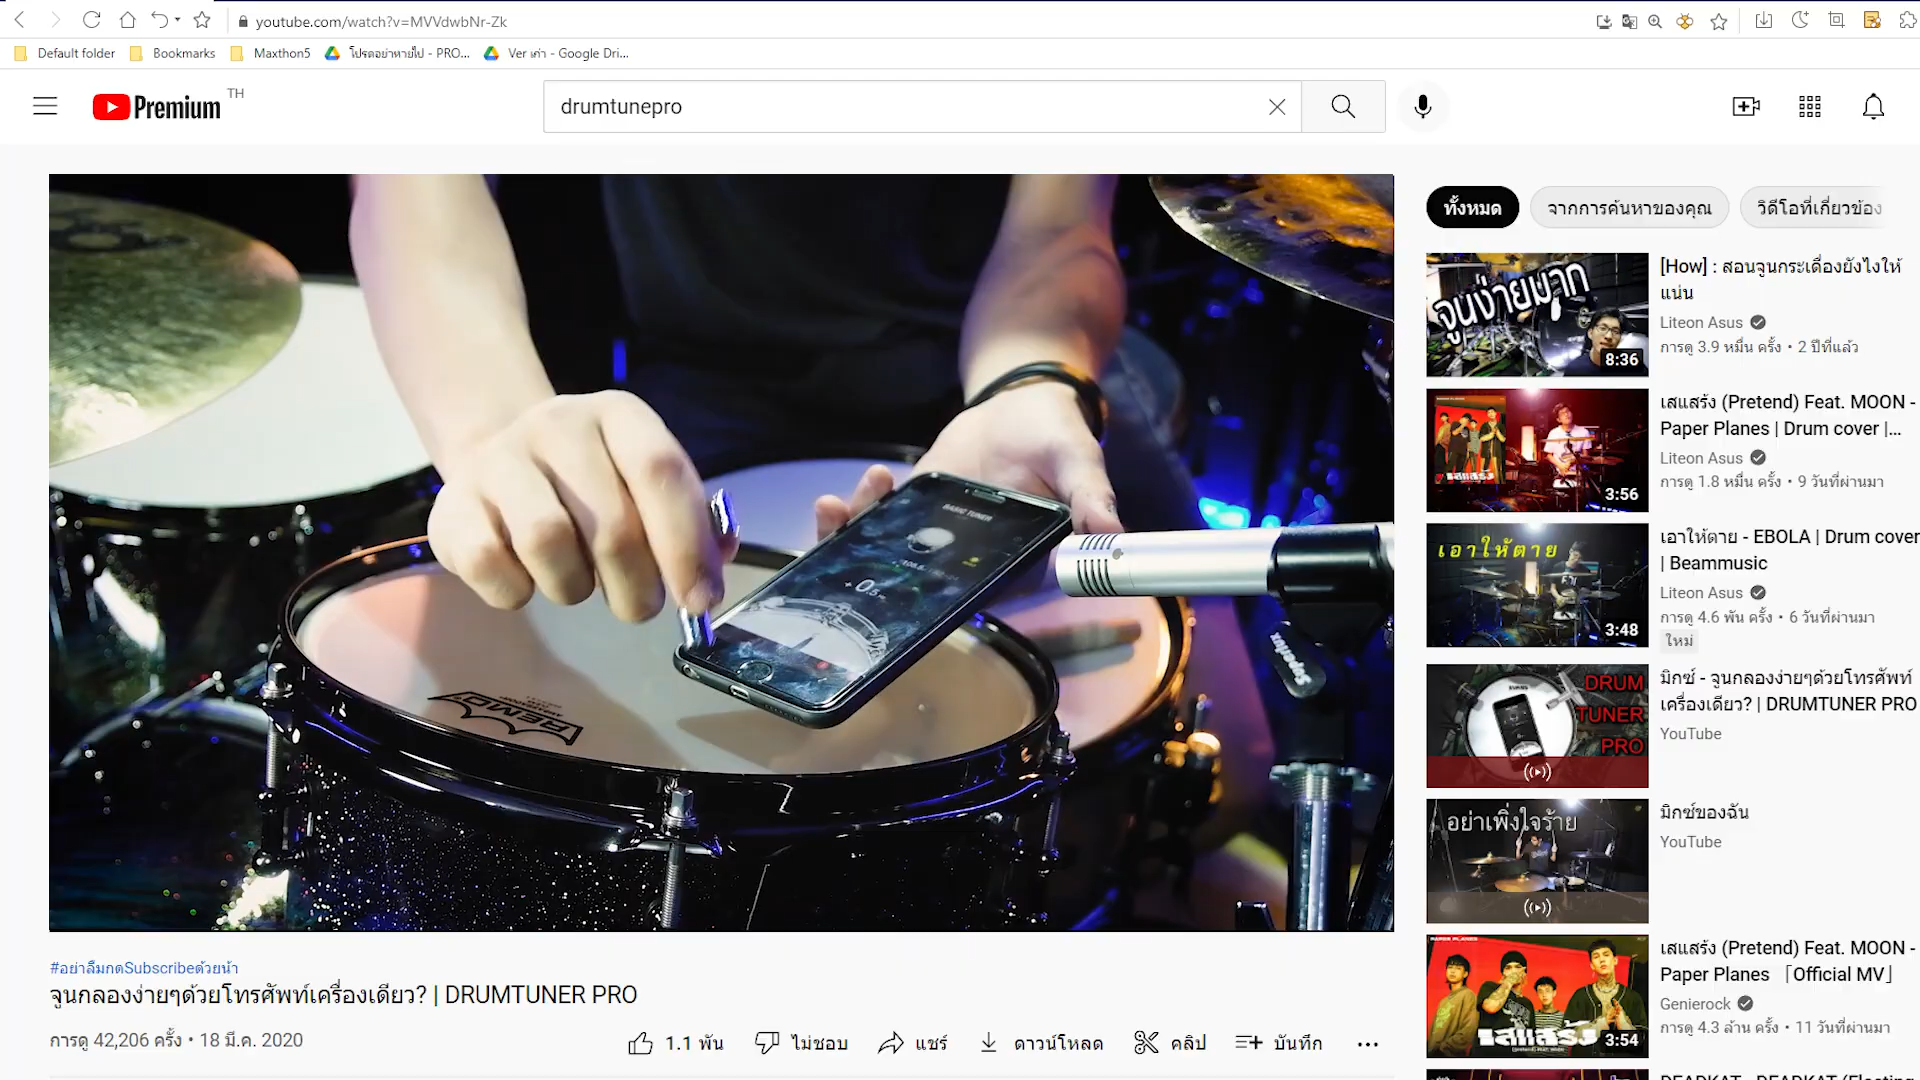 youtube.com/watch?v=MVVdwbNr-Zk
Default folder
Bookmarks
Maxthon5
โปรดอย่าหายไป - PRO...
Ver เก่า - Google Dri...
Premium
TH
drumtunepro
BASIC TUNER
REMO
Superlux
#อย่าลืมกดSubscribeด้วยน้า
จูนกลองง่ายๆด้วยโทรศัพท์เครื่องเดียว? | DRUMTUNER PRO
การดู 42,206 ครั้ง • 18 มี.ค. 2020
1.1 พัน
ไม่ชอบ
แชร์
ดาวน์โหลด
คลิป
บันทึก
ทั้งหมด
จากการค้นหาของคุณ
วิดีโอที่เกี่ยวข้อง
จูนง่ายมาก
8:36
[How] : สอนจูนกระเดื่องยังไงให้
แน่น
Liteon Asus
การดู 3.9 หมื่น ครั้ง • 2 ปีที่แล้ว
เสแสร้ง
3:56
เสแสร้ง (Pretend) Feat. MOON -
Paper Planes | Drum cover |...
Liteon Asus
การดู 1.8 หมื่น ครั้ง • 9 วันที่ผ่านมา
เอาให้ตาย
3:48
เอาให้ตาย - EBOLA | Drum cover
| Beammusic
Liteon Asus
การดู 4.6 พัน ครั้ง • 6 วันที่ผ่านมา
ใหม่
DRUM
TUNER
PRO
มิกซ์ - จูนกลองง่ายๆด้วยโทรศัพท์
เครื่องเดียว? | DRUMTUNER PRO
YouTube
อย่าเพิ่งใจร้าย
มิกซ์ของฉัน
YouTube
PAPER PLANES
เสแสร้ง
3:54
เสแสร้ง (Pretend) Feat. MOON -
Paper Planes 「Official MV」
Genierock
การดู 4.3 ล้าน ครั้ง • 11 วันที่ผ่านมา